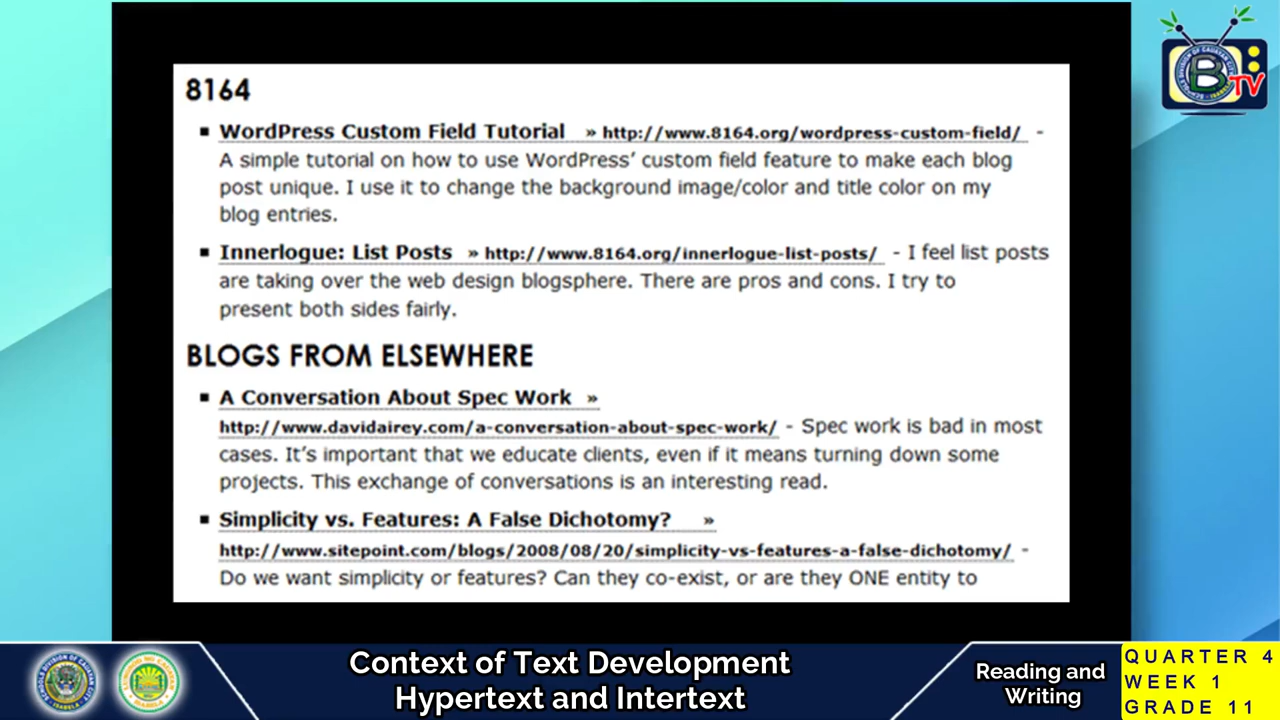 8164
WordPress Custom Field Tutorial » http://www.8164.org/wordpress-custom-field/ -
A simple tutorial on how to use WordPress’ custom field feature to make each blog
post unique. I use it to change the background image/color and title color on my
blog entries.
Innerlogue: List Posts » http://www.8164.org/innerlogue-list-posts/ - I feel list posts
are taking over the web design blogsphere. There are pros and cons. I try to
present both sides fairly.
BLOGS FROM ELSEWHERE
A Conversation About Spec Work »
http://www.davidairey.com/a-conversation-about-spec-work/ - Spec work is bad in most
cases. It’s important that we educate clients, even if it means turning down some
projects. This exchange of conversations is an interesting read.
Simplicity vs. Features: A False Dichotomy? »
http://www.sitepoint.com/blogs/2008/08/20/simplicity-vs-features-a-false-dichotomy/ -
Do we want simplicity or features? Can they co-exist, or are they ONE entity to
B TV
Context of Text Development
Hypertext and Intertext
Reading and
Writing
QUARTER 4
WEEK 1
GRADE 11